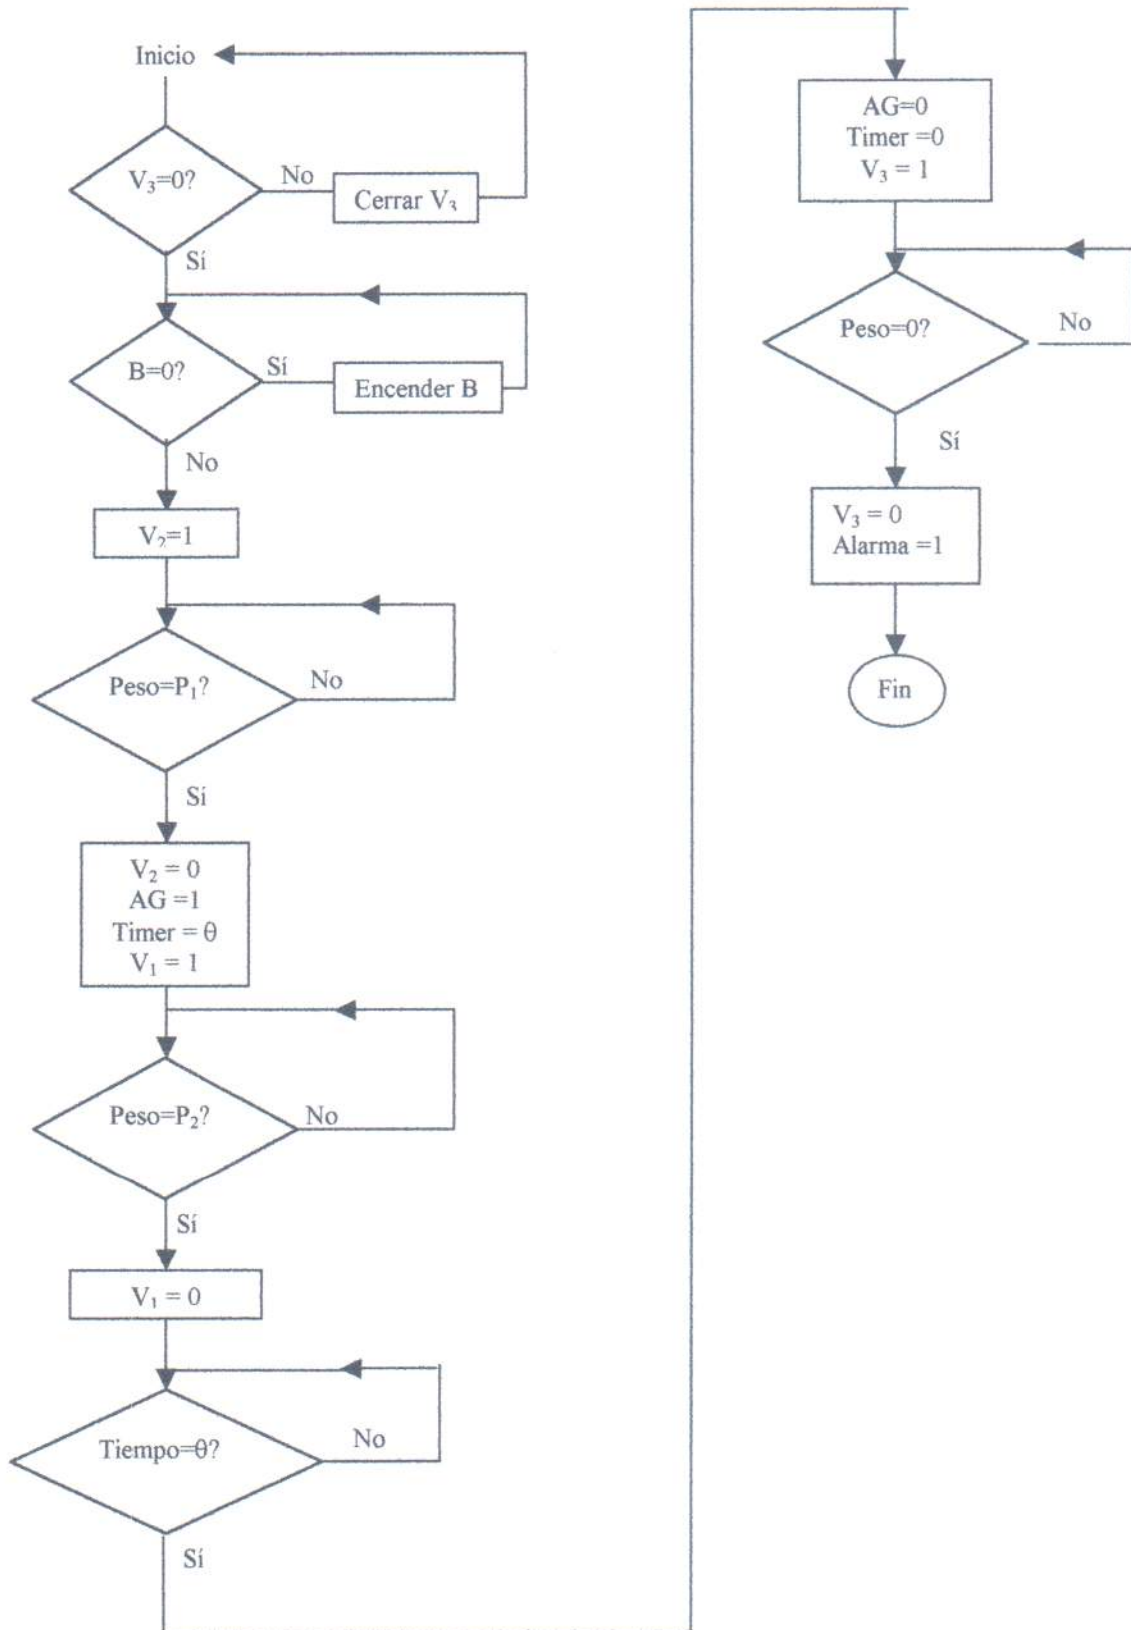 Inicio
V₃=0?
No
Cerrar V₃
Sí
B=0?
Sí
Encender B
No
V₂=1
Peso=P₁?
No
Sí
V₂ = 0
AG =1
Timer = θ
V₁ = 1
Peso=P₂?
No
Sí
V₁ = 0
Tiempo=θ?
No
Sí
AG=0
Timer =0
V₃ = 1
Peso=0?
No
Sí
V₃ = 0
Alarma =1
Fin